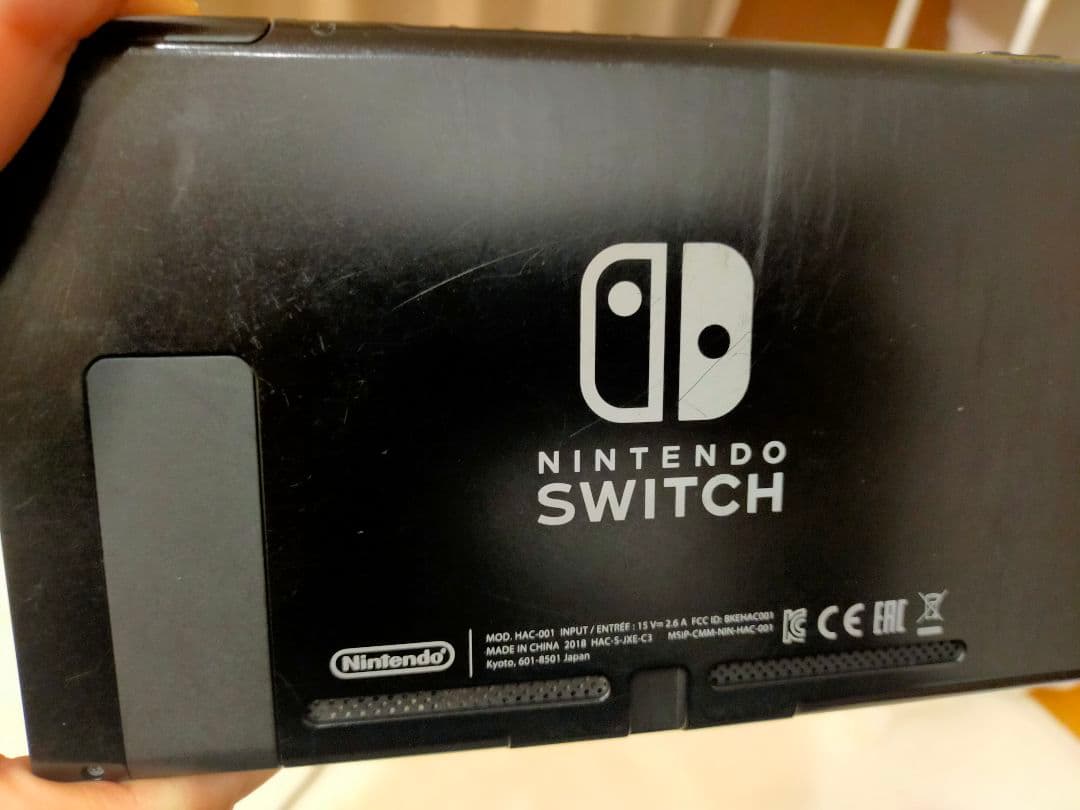 NINTENDO
SWITCH
Nintendo
MOD. HAC-001 INPUT / ENTRÉE : 15 V⎓ 2.6 A FCC ID: BKEHAC001
MADE IN CHINA 2018 HAC-S-JXE-C3 MSIP-CMM-NIN-HAC-001
Kyoto, 601-8501 Japan
CE
EAC